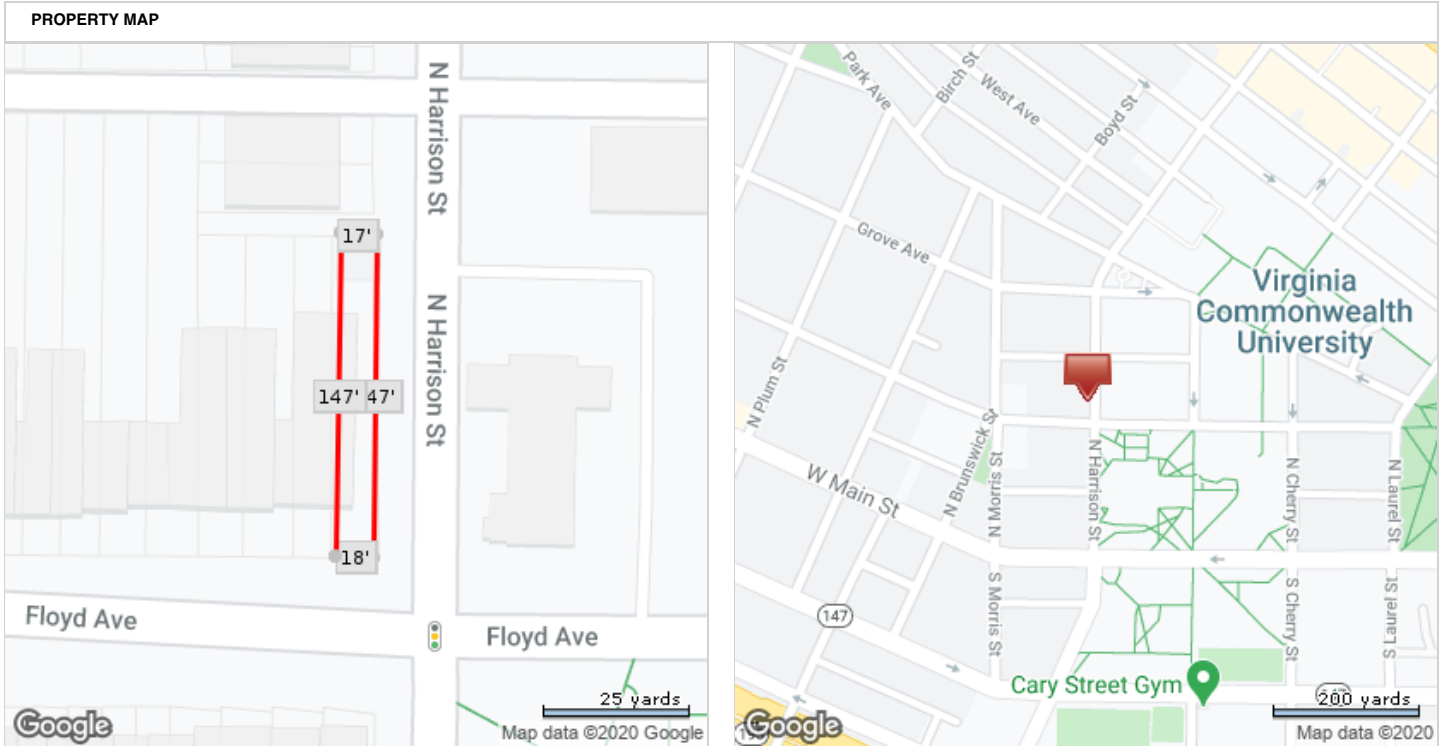 PROPERTY MAP
N Harrison St
17'
N Harrison St
147'
47'
18'
Floyd Ave
Floyd Ave
25 yards
Google
Map data ©2020 Google
Park Ave
Birch St
West Ave
Boyd St
Grove Ave
Virginia
Commonwealth
University
N Plum St
N Brunswick St
W Main St
N Morris St
N Harrison St
N Cherry St
N Laurel St
S Morris St
S Cherry St
S Laurel St
147
Cary Street Gym
200 yards
Google
Map data ©2020